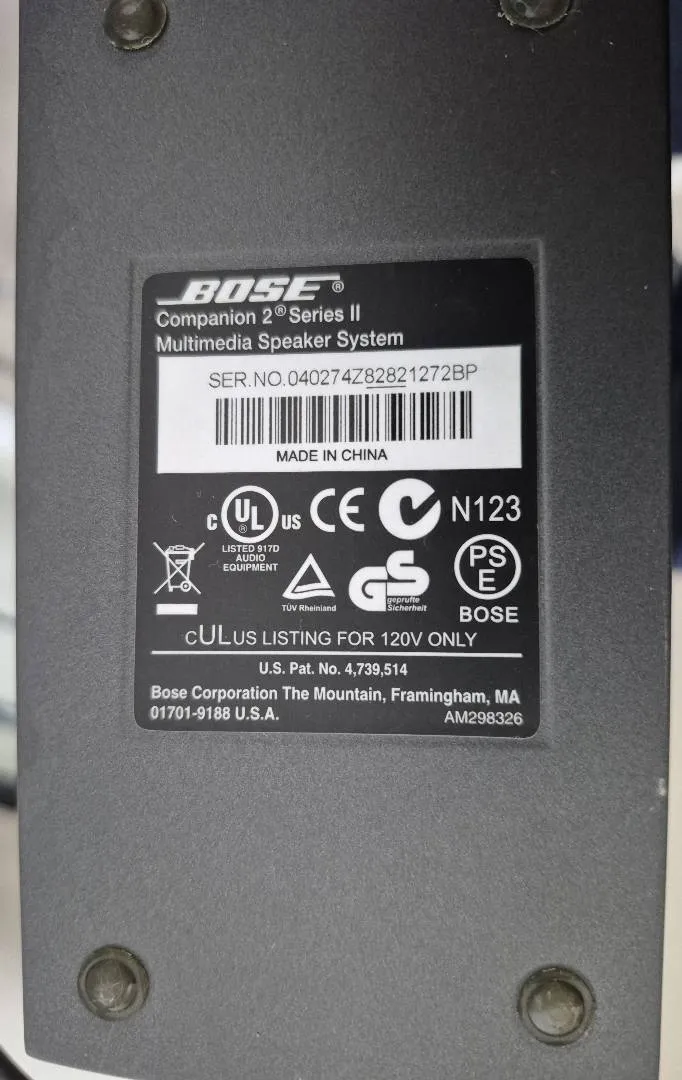 BOSE®
Companion 2® Series II
Multimedia Speaker System
SER.NO.040274Z82821272BP
MADE IN CHINA
C UL® US CE N123
LISTED 917D
AUDIO
EQUIPMENT
TÜV Rheinland
GS
geprüfte
Sicherheit
PS
E
BOSE
CULUS LISTING FOR 120V ONLY
U.S. Pat. No. 4,739,514
Bose Corporation The Mountain, Framingham, MA
01701-9188 U.S.A.
AM298326